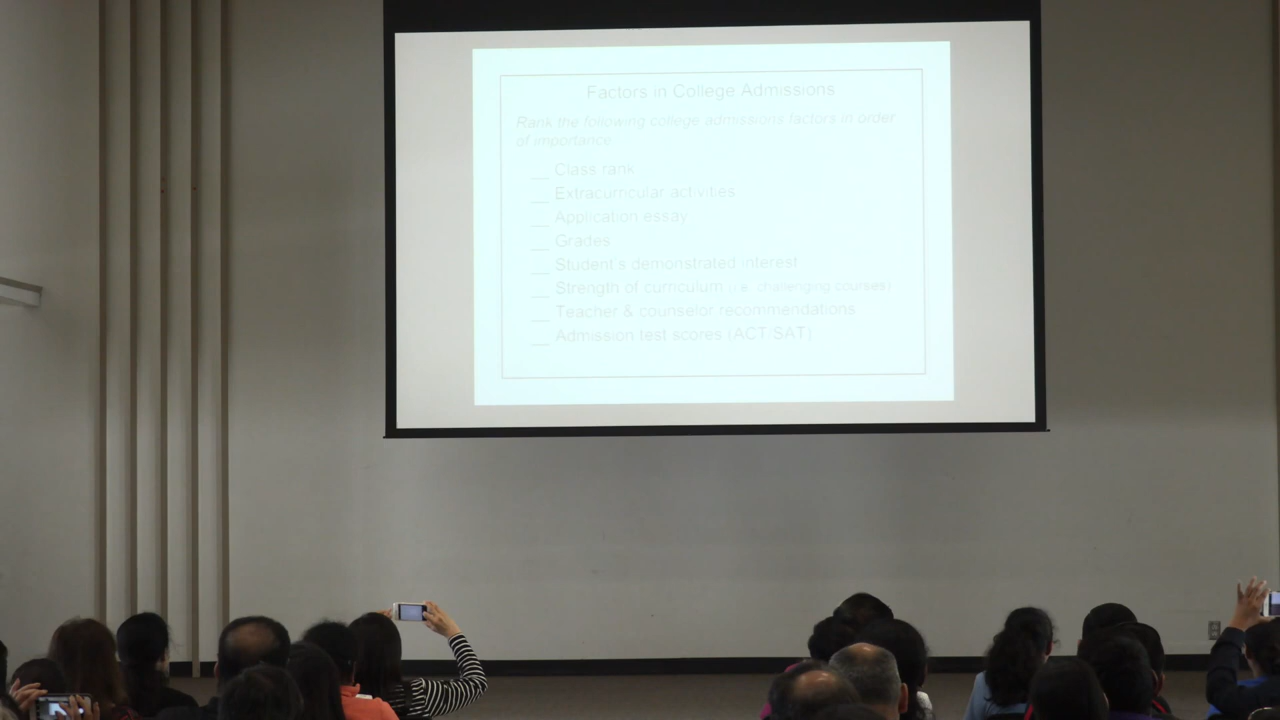 Factors in College Admissions
Rank the following college admissions factors in order
of importance
__ Class rank
__ Extracurricular activities
__ Application essay
__ Grades
__ Student's demonstrated interest
__ Strength of curriculum (i.e. challenging courses)
__ Teacher & counselor recommendations
__ Admission test scores (ACT/SAT)